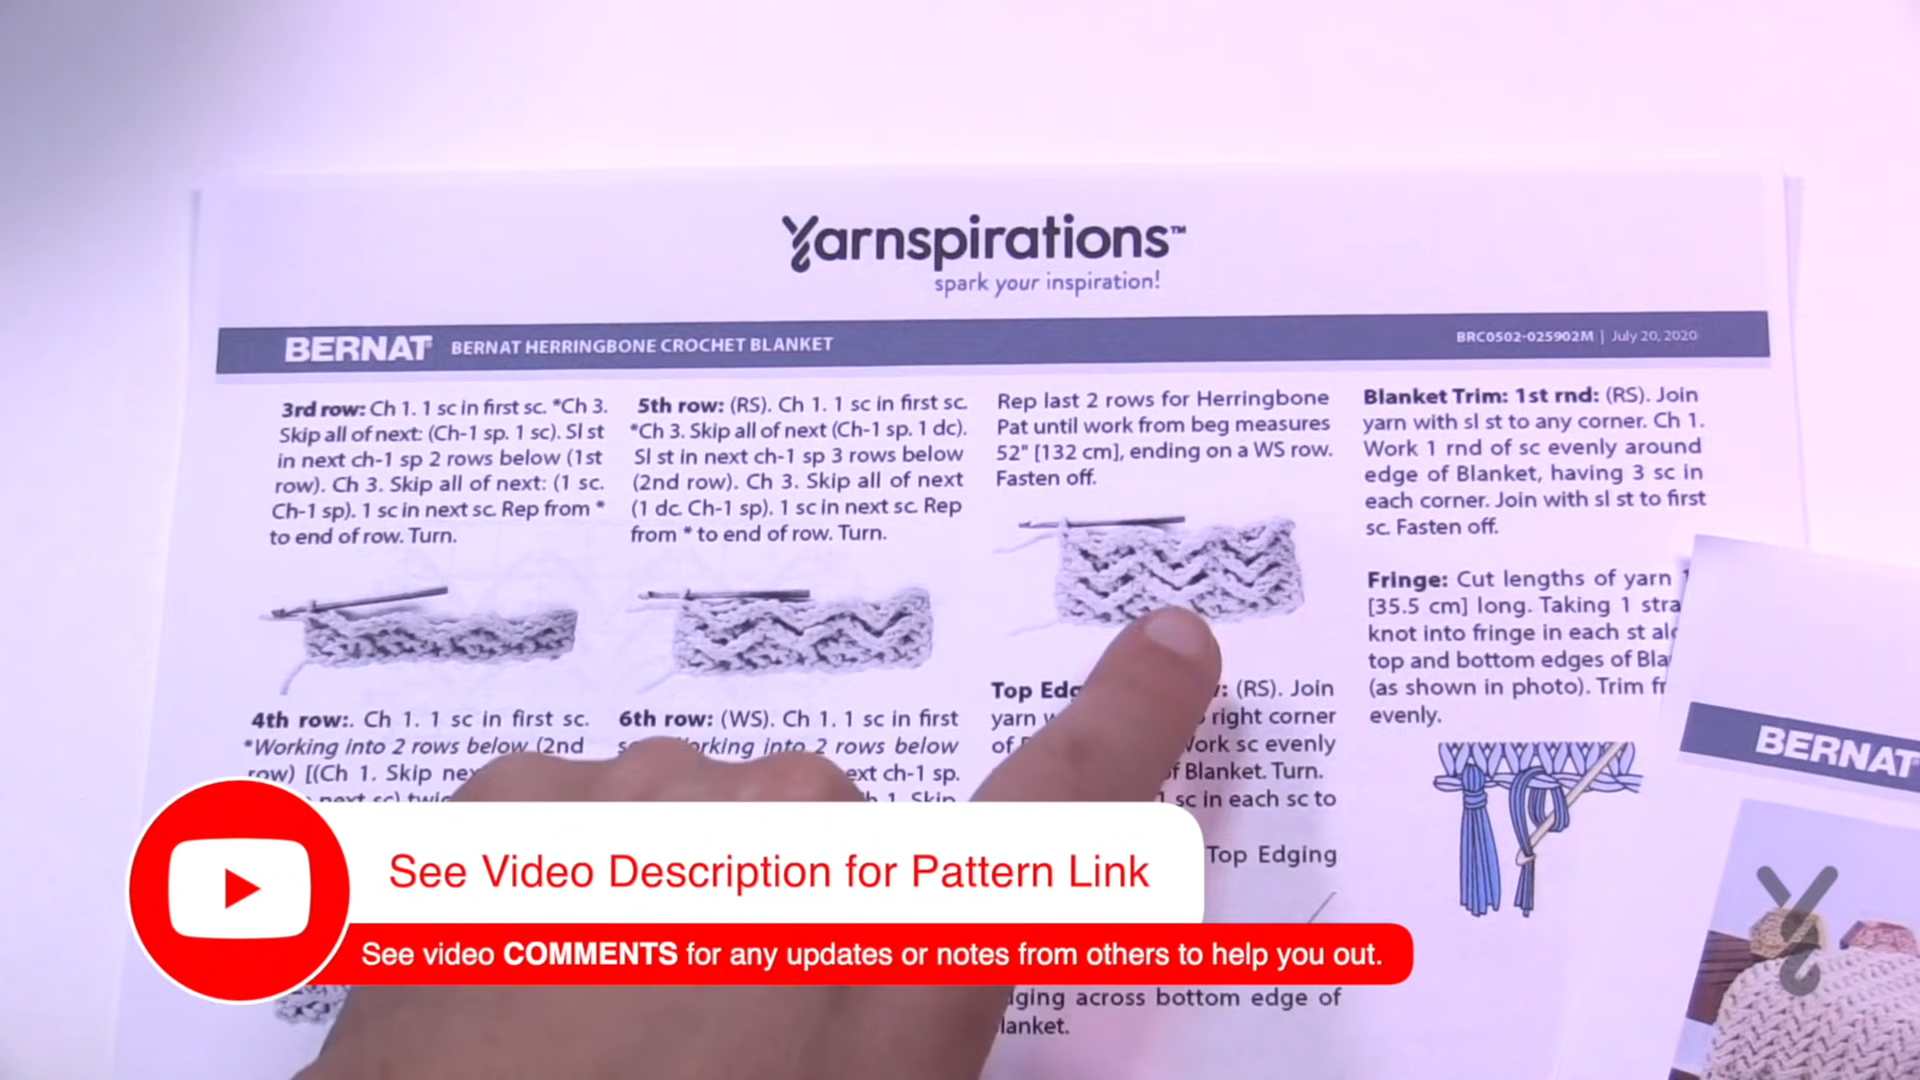 Yarnspirations™
spark your inspiration!
BERNAT BERNAT HERRINGBONE CROCHET BLANKET
BRC0502-025902M | July 20, 2020
3rd row: Ch 1. 1 sc in first sc. *Ch 3.
Skip all of next: (Ch-1 sp. 1 sc). Sl st
in next ch-1 sp 2 rows below (1st
row). Ch 3. Skip all of next: (1 sc.
Ch-1 sp). 1 sc in next sc. Rep from *
to end of row. Turn.
4th row:. Ch 1. 1 sc in first sc.
*Working into 2 rows below (2nd
row) [(Ch 1. Skip
next sc) twic
5th row: (RS). Ch 1. 1 sc in first sc.
*Ch 3. Skip all of next (Ch-1 sp. 1 dc).
Sl st in next ch-1 sp 3 rows below
(2nd row). Ch 3. Skip all of next
(1 dc. Ch-1 sp). 1 sc in next sc. Rep
from * to end of row. Turn.
6th row: (WS). Ch 1. 1 sc in first
into 2 rows below
ext ch-1 sp.
1. Skip
Rep last 2 rows for Herringbone
Pat until work from beg measures
52" [132 cm], ending on a WS row.
Fasten off.
Top (RS). Join
yarn right corner
of ork sc evenly
f Blanket. Turn.
1 sc in each sc to
Top Edging
ging across bottom edge of
lanket.
Blanket Trim: 1st rnd: (RS). Join
yarn with sl st to any corner. Ch 1.
Work 1 rnd of sc evenly around
edge of Blanket, having 3 sc in
each corner. Join with sl st to first
sc. Fasten off.
Fringe: Cut lengths of yarn
[35.5 cm] long. Taking 1 stra
knot into fringe in each st alo
top and bottom edges of Bla
(as shown in photo). Trim fr
evenly.
BERNAT
See Video Description for Pattern Link
See video COMMENTS for any updates or notes from others to help you out.